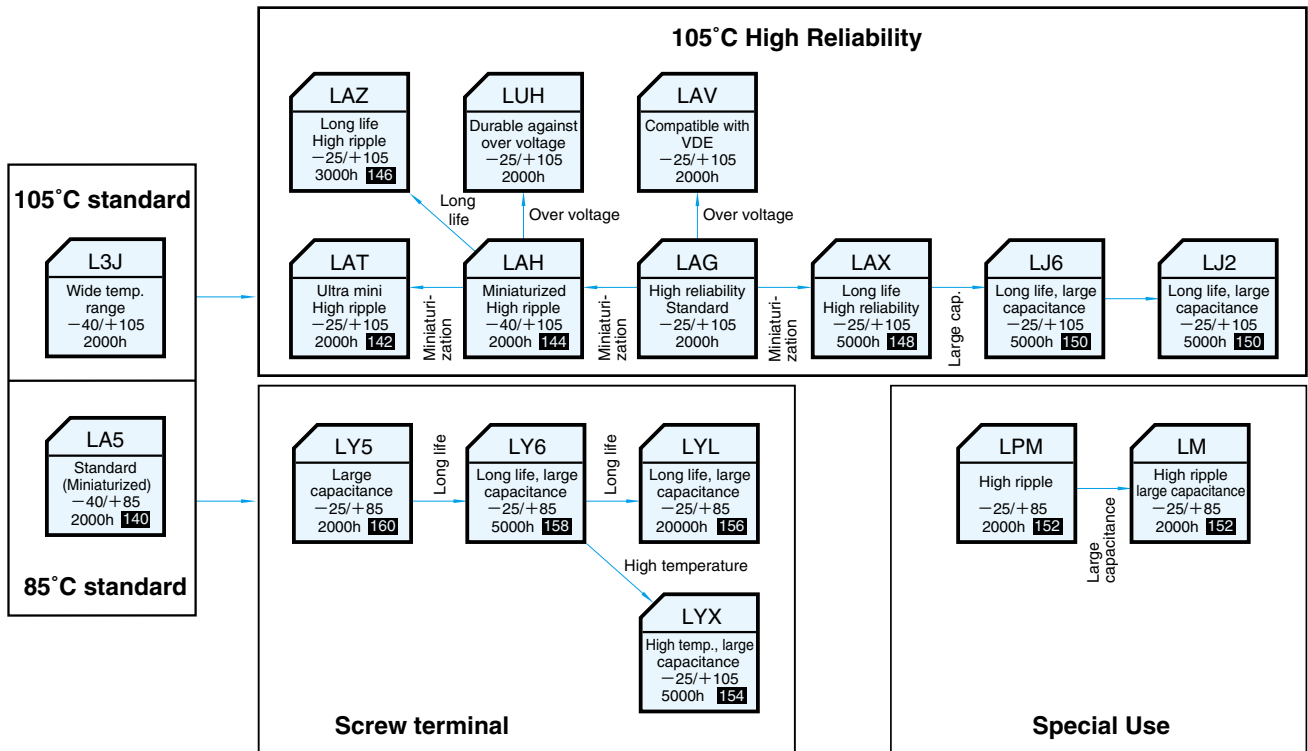 105˚C High Reliability
LAZ
Long life
High ripple
−25/+105
3000h 146
LUH
Durable against
over voltage
−25/+105
2000h
LAV
Compatible with
VDE
−25/+105
2000h
105˚C standard
L3J
Wide temp.
range
−40/+105
2000h
Long
life
Over voltage
Over voltage
LAT
Ultra mini
High ripple
−25/+105
2000h 142
Miniaturi-
zation
LAH
Miniaturized
High ripple
−40/+105
2000h 144
Miniaturi-
zation
LAG
High reliability
Standard
−25/+105
2000h
Miniaturi-
zation
LAX
Long life
High reliability
−25/+105
5000h 148
Large cap.
LJ6
Long life, large
capacitance
−25/+105
5000h 150
LJ2
Long life, large
capacitance
−25/+105
5000h 150
LA5
Standard
(Miniaturized)
−40/+85
2000h 140
85˚C standard
LY5
Large
capacitance
−25/+85
2000h 160
Long life
LY6
Long life, large
capacitance
−25/+85
5000h 158
Long life
LYL
Long life, large
capacitance
−25/+85
20000h 156
High temperature
LYX
High temp., large
capacitance
−25/+105
5000h 154
Screw terminal
LPM
High ripple
−25/+85
2000h 152
Large
capacitance
LM
High ripple
large capacitance
−25/+85
2000h 152
Special Use